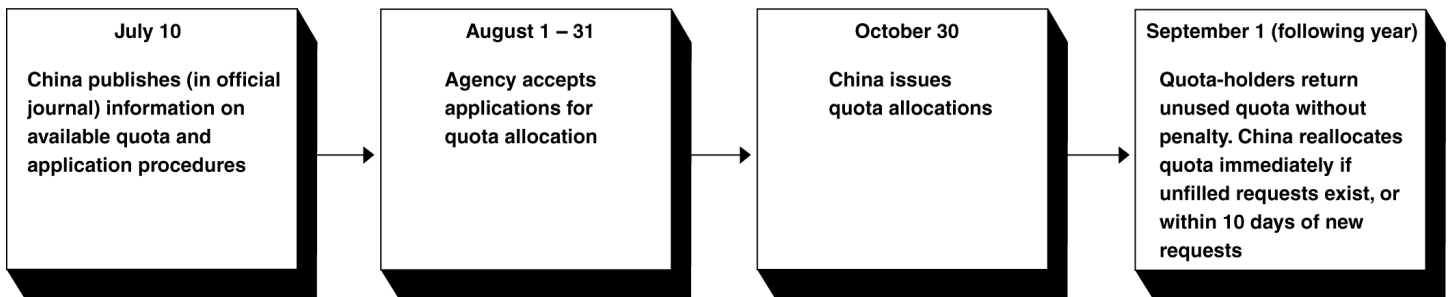 July 10
China publishes (in official
journal) information on
available quota and
application procedures
August 1 – 31
Agency accepts
applications for
quota allocation
October 30
China issues
quota allocations
September 1 (following year)
Quota-holders return
unused quota without
penalty. China reallocates
quota immediately if
unfilled requests exist, or
within 10 days of new
requests